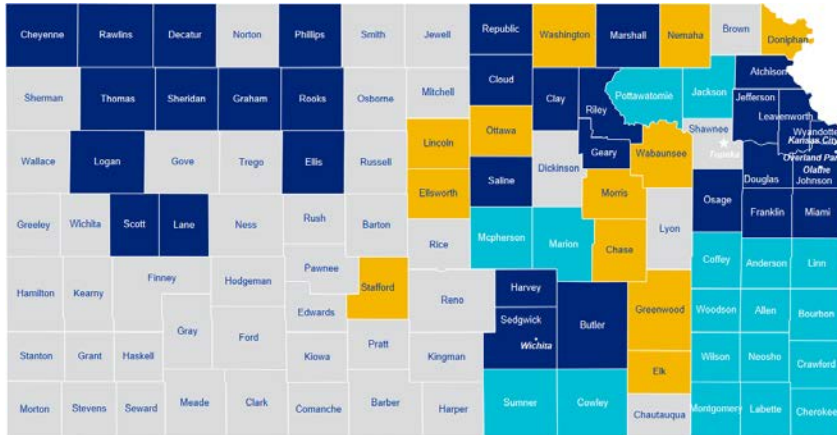 Cheyenne Rawlins Decatur Norton Phillips Smith Jewell Republic Washington Marshall Nemaha Brown Doniphan
Sherman Thomas Sheridan Graham Rooks Osborne Mitchell Cloud Clay Riley Pottawatomie Jackson Atchison
Jefferson Leavenworth Wyandotte
Kansas City
Wallace Logan Gove Trego Ellis Russell Lincoln Ottawa Dickinson Geary Wabaunsee Shawnee
Topeka
Overland Par
Olathe
Douglas Johnson
Ellsworth Saline Morris Osage Franklin Miami
Greeley Wichita Scott Lane Ness Rush Barton Rice Mcpherson Marion Chase Lyon
Coffey Anderson Linn
Hamilton Kearny Finney Hodgeman Pawnee Stafford Reno Harvey
Edwards Sedgwick Butler Greenwood Woodson Allen Bourbon
Gray Ford
Wichita
Stanton Grant Haskell Kiowa Pratt Kingman Elk Wilson Neosho Crawford
Morton Stevens Seward Meade Clark Comanche Barber Harper Sumner Cowley Chautauqua Montgomery Labette Cherokee